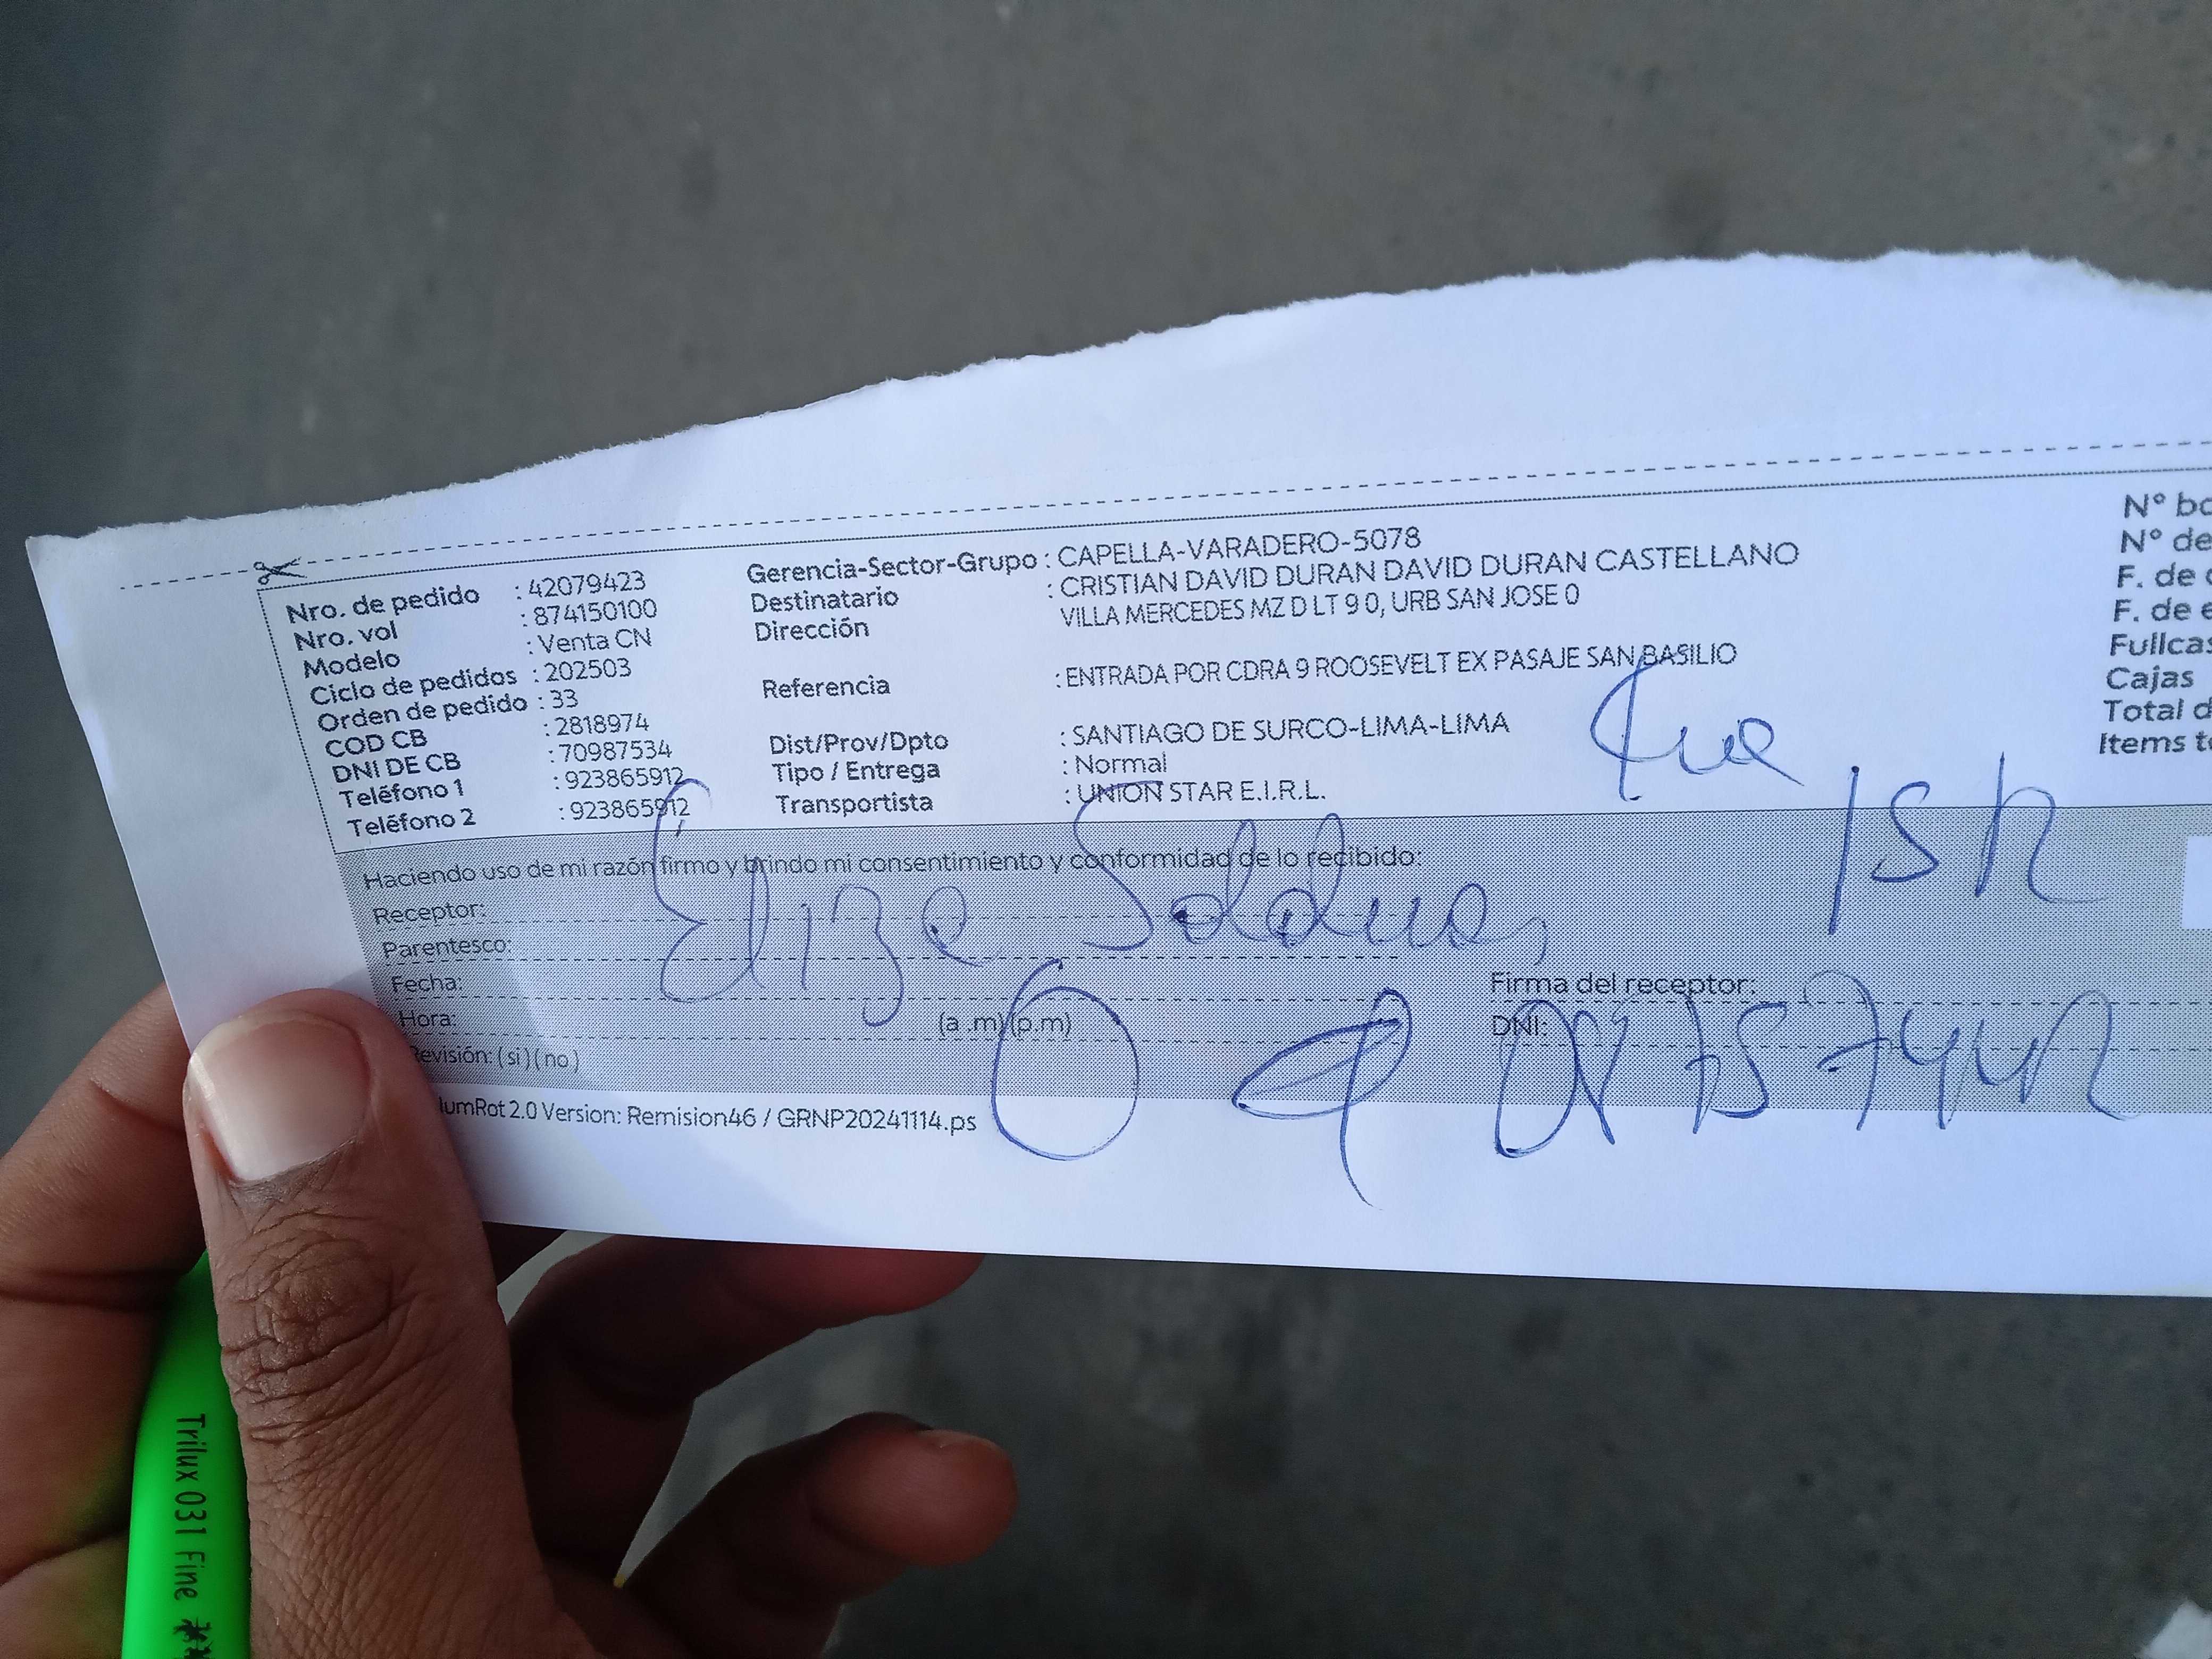 Nro. de pedido : 42079423
Nro. vol : 874150100
Modelo : Venta CN
Ciclo de pedidos : 202503
Orden de pedido : 33
COD CB : 2818974
DNI DE CB : 70987534
Teléfono 1 : 923865912
Teléfono 2 : 923865912
Gerencia-Sector-Grupo : CAPELLA-VARADERO-5078
Destinatario : CRISTIAN DAVID DURAN DAVID DURAN CASTELLANO
Dirección VILLA MERCEDES MZ D LT 9 0, URB SAN JOSE 0
Referencia : ENTRADA POR CDRA 9 ROOSEVELT EX PASAJE SAN BASILIO
Dist/Prov/Dpto : SANTIAGO DE SURCO-LIMA-LIMA
Tipo / Entrega : Normal
Transportista : UNION STAR E.I.R.L.
N° bo
N° de
F. de
F. de e
Fullcas
Cajas
Total d
Items t
Haciendo uso de mi razón firmo y brindo mi consentimiento y conformidad de lo recibido:
Receptor:
Parentesco:
Fecha:
Hora: (a .m)(p.m)
Revisión: (si) (no)
Firma del receptor:
DNI:
Eliza
lumRot 2.0 Version: Remision46 / GRNP20241114.ps
Trilux 031 Fine